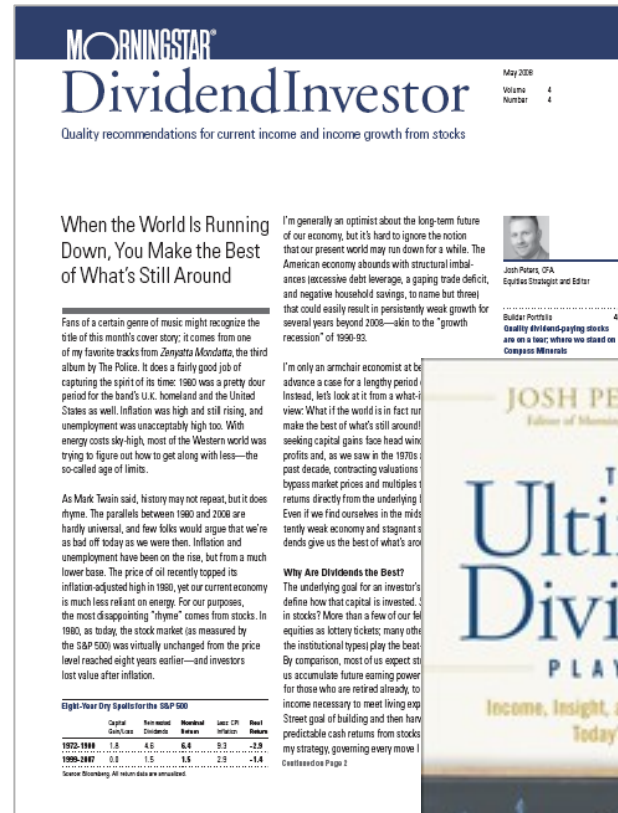 MORNINGSTAR®
DividendInvestor
Quality recommendations for current income and income growth from stocks
May 2008
Volume 4
Number 4
When the World Is Running
Down, You Make the Best
of What's Still Around
Fans of a certain genre of music might recognize the
title of this month's cover story; it comes from one
of my favorite tracks from Zenyatta Mondatta, the third
album by The Police. It does a fairly good job of
capturing the spirit of its time: 1980 was a pretty dour
period for the band's U.K. homeland and the United
States as well. Inflation was high and still rising, and
unemployment was unacceptably high too. With
energy costs sky-high, most of the Western world was
trying to figure out how to get along with less—the
so-called age of limits.
As Mark Twain said, history may not repeat, but it does
rhyme. The parallels between 1980 and 2008 are
hardly universal, and few folks would argue that we're
as bad off today as we were then. Inflation and
unemployment have been on the rise, but from a much
lower base. The price of oil recently topped its
inflation-adjusted high in 1980, yet our current economy
is much less reliant on energy. For our purposes,
the most disappointing "rhyme" comes from stocks. In
1980, as today, the stock market (as measured by
the S&P 500) was virtually unchanged from the price
level reached eight years earlier—and investors
lost value after inflation.
Eight-Year Dry Spells for the S&P 500
Capital Reinvested Nominal Less: CPI Real
Gain/Loss Dividends Return Inflation Return
1972-1980 1.8 4.6 6.4 9.3 -2.9
1999-2007 0.0 1.5 1.5 2.9 -1.4
Source: Bloomberg. All return data are annualized.
I'm generally an optimist about the long-term future
of our economy, but it's hard to ignore the notion
that our present world may run down for a while. The
American economy abounds with structural imbal-
ances (excessive debt leverage, a gaping trade deficit,
and negative household savings, to name but three)
that could easily result in persistently weak growth for
several years beyond 2008—akin to the "growth
recession" of 1990-93.
I'm only an armchair economist at be
advance a case for a lengthy period
Instead, let's look at it from a what-i
view: What if the world is in fact run
make the best of what's still around!
seeking capital gains face head wind
profits and, as we saw in the 1970s
past decade, contracting valuations
bypass market prices and multiples t
returns directly from the underlying
Even if we find ourselves in the mids
tently weak economy and stagnant s
dends give us the best of what's arou
Why Are Dividends the Best?
The underlying goal for an investor's
define how that capital is invested.
in stocks? More than a few of our fel
equities as lottery tickets; many othe
the institutional types) play the beat-
By comparison, most of us expect st
us accumulate future earning power
for those who are retired already, to
income necessary to meet living exp
Street goal of building and then harv
predictable cash returns from stocks
my strategy, governing every move I
Continued on Page 2
Josh Peters, CFA
Equities Strategist and Editor
Builder Portfolio 4
Quality dividend-paying stocks
are on a tear; where we stand on
Compass Minerals
JOSH PE
Editor of Morni
T
Ulti
Divi
PLAY
Income, Insight, a
Today'